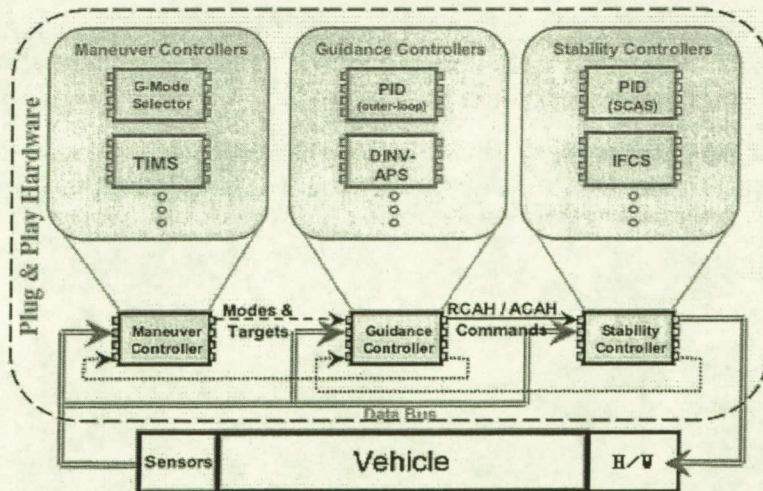 Maneuver Controllers
G-Mode
Selector
TIMS
Guidance Controllers
PID
(outer-loop)
DINV-
APS
Stability Controllers
PID
(SCAS)
IFCS
Plug & Play Hardware
Maneuver
Controller
Modes &
Targets
Guidance
Controller
RCAH / ACAH
Commands
Stability
Controller
Data Bus
Sensors
Vehicle
H/W